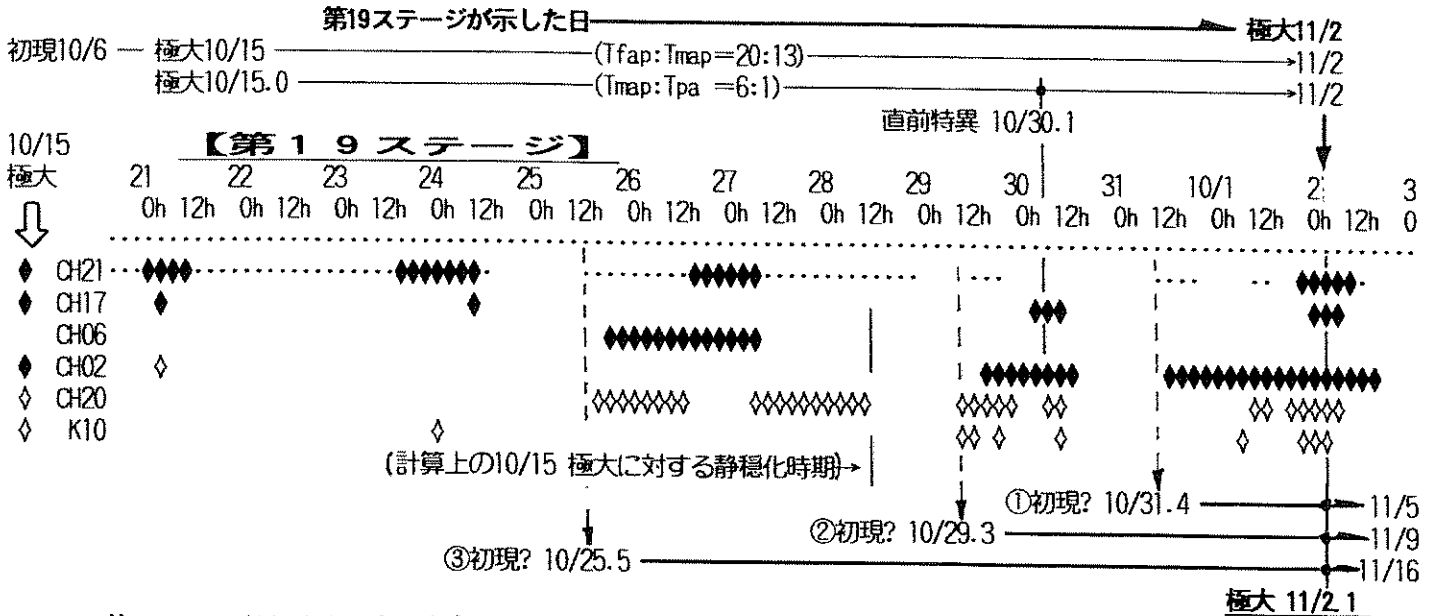 第19ステージが示した日 極大11/2
初現10/6 ― 極大10/15 (Tfap:Tmap=20:13) 11/2
極大10/15.0 (Tmap:Tpa =6:1) 11/2
直前特異 10/30.1
10/15 【第19ステージ】
極大 21 22 23 24 25 26 27 28 29 30 31 10/1 2 3
0h 12h 0h 12h 0h 12h 0h 12h 0h 12h 0h 12h 0h 12h 0h 12h 0h 12h 0h 12h 0h 12h 0h 12h 0h 12h 0
CH21
CH17
CH06
CH02
CH20
K10
(計算上の10/15 極大に対する静穏化時期)→
①初現? 10/31.4 11/5
②初現? 10/29.3 11/9
③初現? 10/25.5 11/16
極大 11/2.1